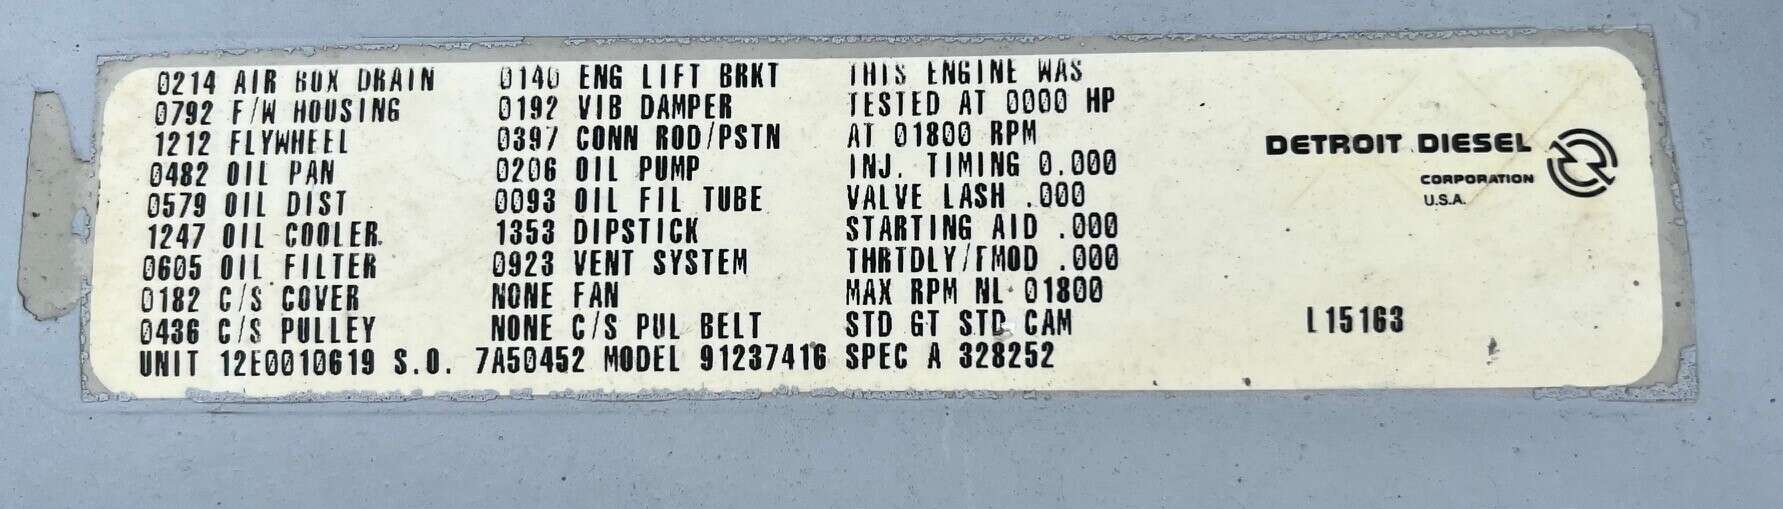 0214 AIR BOX DRAIN 0140 ENG LIFT BRKT THIS ENGINE WAS
0792 F/W HOUSING 0192 VIB DAMPER TESTED AT 0000 HP
1212 FLYWHEEL 0397 CONN ROD/PSTN AT 01800 RPM
0482 OIL PAN 0206 OIL PUMP INJ. TIMING 0.000
0579 OIL DIST 0093 OIL FIL TUBE VALVE LASH .000
1247 OIL COOLER 1353 DIPSTICK STARTING AID .000
0605 OIL FILTER 0923 VENT SYSTEM THRTDLY/FMOD .000
0182 C/S COVER NONE FAN MAX RPM NL 01800
0436 C/S PULLEY NONE C/S PUL BELT STD GT STD CAM
UNIT 12E0010619 S.O. 7A50452 MODEL 91237416 SPEC A 328252
DETROIT DIESEL
CORPORATION
U.S.A.
L15163